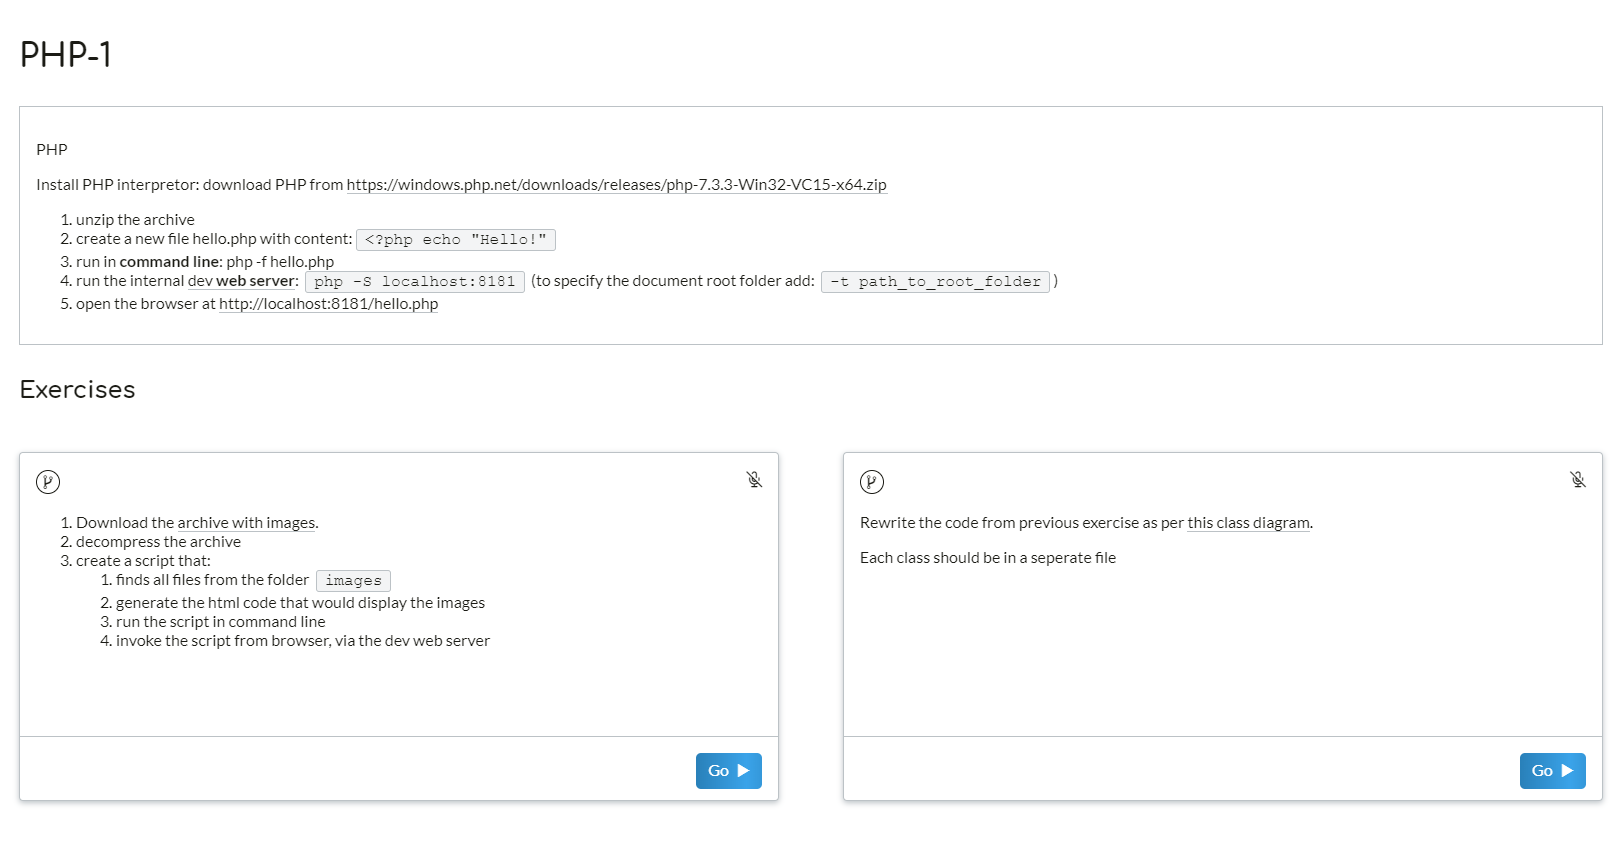 PHP-1
PHP
Install PHP interpretor: download PHP from https://windows.php.net/downloads/releases/php-7.3.3-Win32-VC15-x64.zip
1. unzip the archive
2. create a new file hello.php with content: <?php echo "Hello!"
3. run in command line: php -f hello.php
4. run the internal dev web server: php -S localhost:8181 (to specify the document root folder add: -t path_to_root_folder )
5. open the browser at http://localhost:8181/hello.php
Exercises
1. Download the archive with images.
2. decompress the archive
3. create a script that:
1. finds all files from the folder images
2. generate the html code that would display the images
3. run the script in command line
4. invoke the script from browser, via the dev web server
Go
Rewrite the code from previous exercise as per this class diagram.
Each class should be in a seperate file
Go